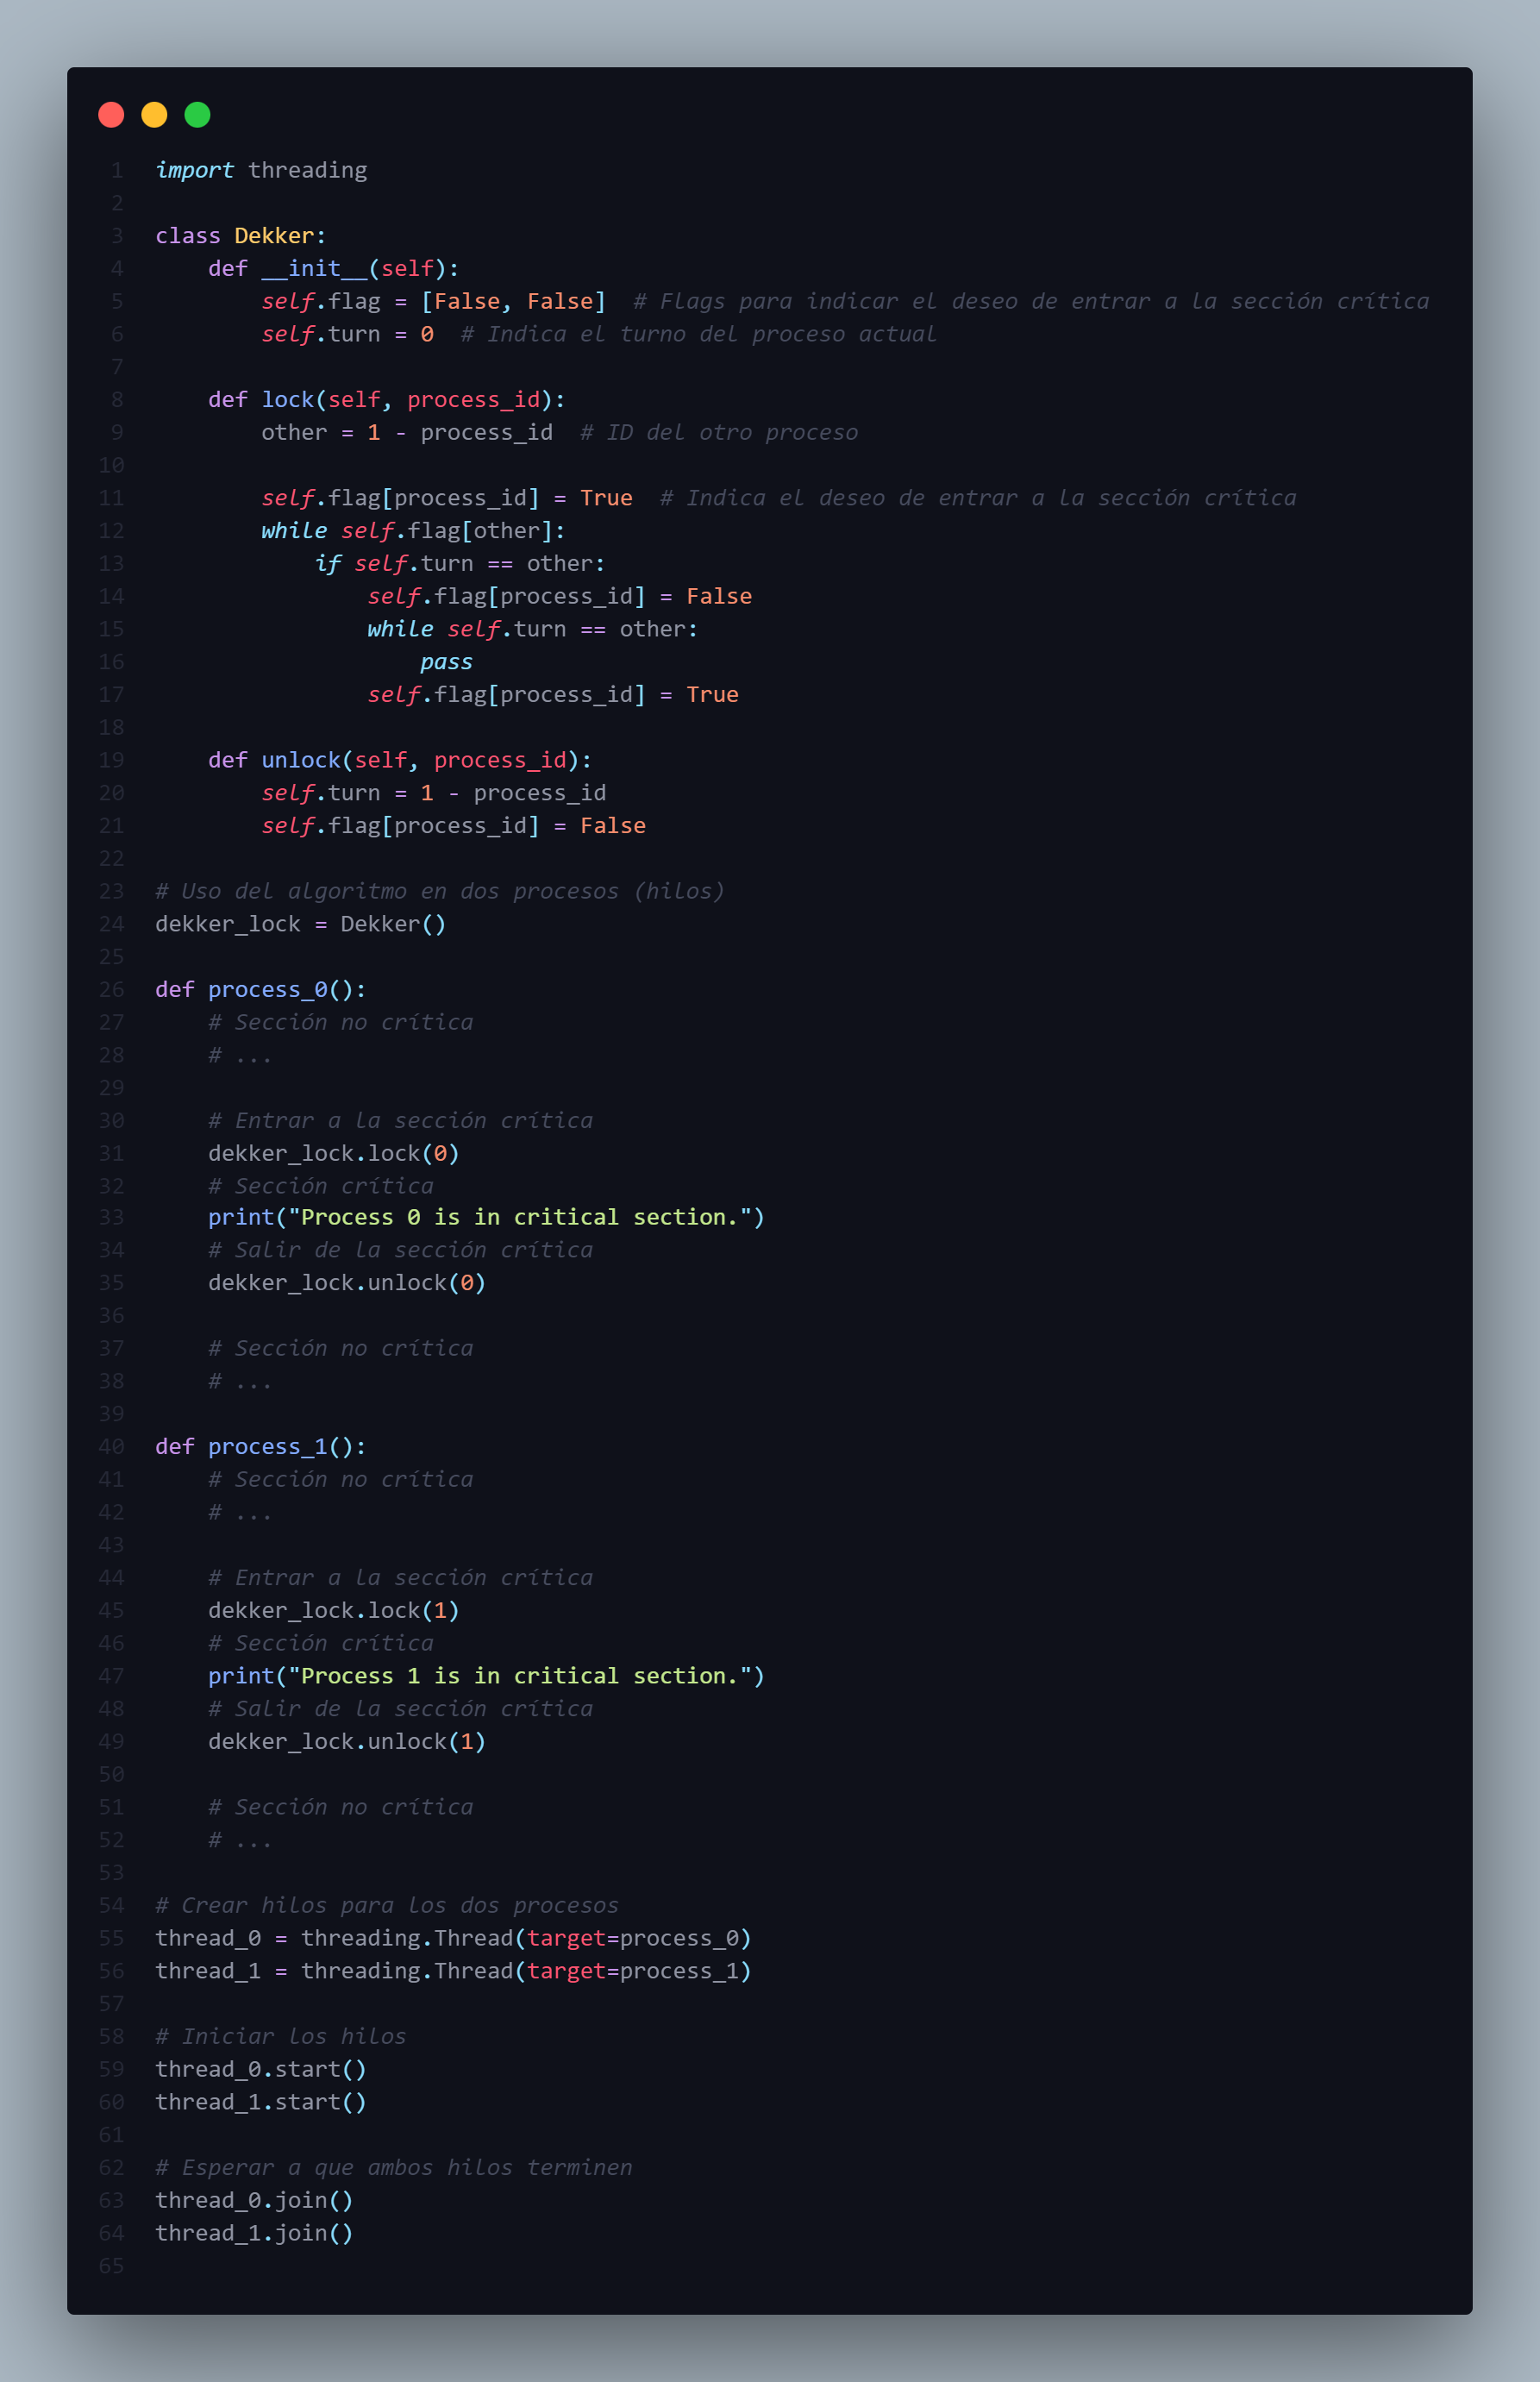 1 import threading
2
3 class Dekker:
4     def __init__(self):
5         self.flag = [False, False]  # Flags para indicar el deseo de entrar a la sección crítica
6         self.turn = 0  # Indica el turno del proceso actual
7
8     def lock(self, process_id):
9         other = 1 - process_id  # ID del otro proceso
10
11         self.flag[process_id] = True  # Indica el deseo de entrar a la sección crítica
12         while self.flag[other]:
13             if self.turn == other:
14                 self.flag[process_id] = False
15                 while self.turn == other:
16                     pass
17                 self.flag[process_id] = True
18
19     def unlock(self, process_id):
20         self.turn = 1 - process_id
21         self.flag[process_id] = False
22
23 # Uso del algoritmo en dos procesos (hilos)
24 dekker_lock = Dekker()
25
26 def process_0():
27     # Sección no crítica
28     # ...
29
30     # Entrar a la sección crítica
31     dekker_lock.lock(0)
32     # Sección crítica
33     print("Process 0 is in critical section.")
34     # Salir de la sección crítica
35     dekker_lock.unlock(0)
36
37     # Sección no crítica
38     # ...
39
40 def process_1():
41     # Sección no crítica
42     # ...
43
44     # Entrar a la sección crítica
45     dekker_lock.lock(1)
46     # Sección crítica
47     print("Process 1 is in critical section.")
48     # Salir de la sección crítica
49     dekker_lock.unlock(1)
50
51     # Sección no crítica
52     # ...
53
54 # Crear hilos para los dos procesos
55 thread_0 = threading.Thread(target=process_0)
56 thread_1 = threading.Thread(target=process_1)
57
58 # Iniciar los hilos
59 thread_0.start()
60 thread_1.start()
61
62 # Esperar a que ambos hilos terminen
63 thread_0.join()
64 thread_1.join()
65